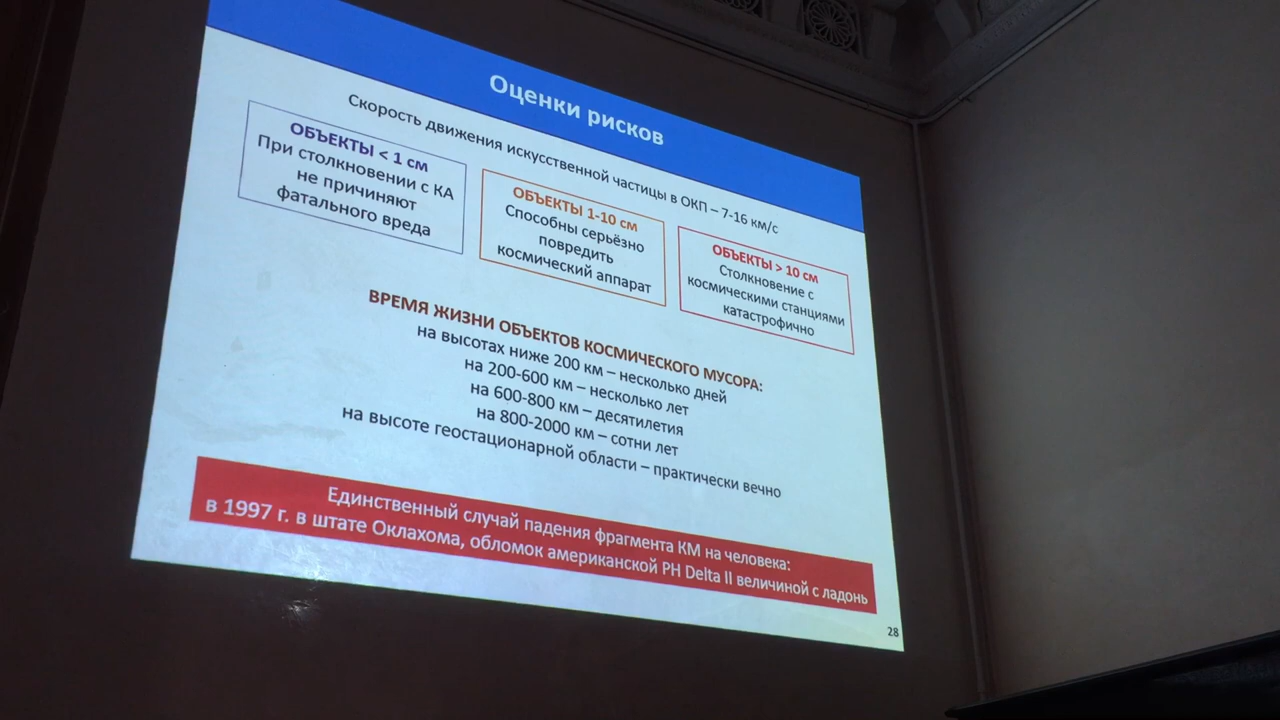 Оценки рисков
Скорость движения искусственной частицы в ОКП – 7-16 км/с
ОБЪЕКТЫ < 1 см
При столкновении с КА
не причиняют
фатального вреда
ОБЪЕКТЫ 1-10 см
Способны серьёзно
повредить
космический аппарат
ОБЪЕКТЫ > 10 см
Столкновение с
космическими станциями
катастрофично
ВРЕМЯ ЖИЗНИ ОБЪЕКТОВ КОСМИЧЕСКОГО МУСОРА:
на высотах ниже 200 км – несколько дней
на 200-600 км – несколько лет
на 600-800 км – десятилетия
на 800-2000 км – сотни лет
на высоте геостационарной области – практически вечно
Единственный случай падения фрагмента КМ на человека:
в 1997 г. в штате Оклахома, обломок американской РН Delta II величиной с ладонь
28